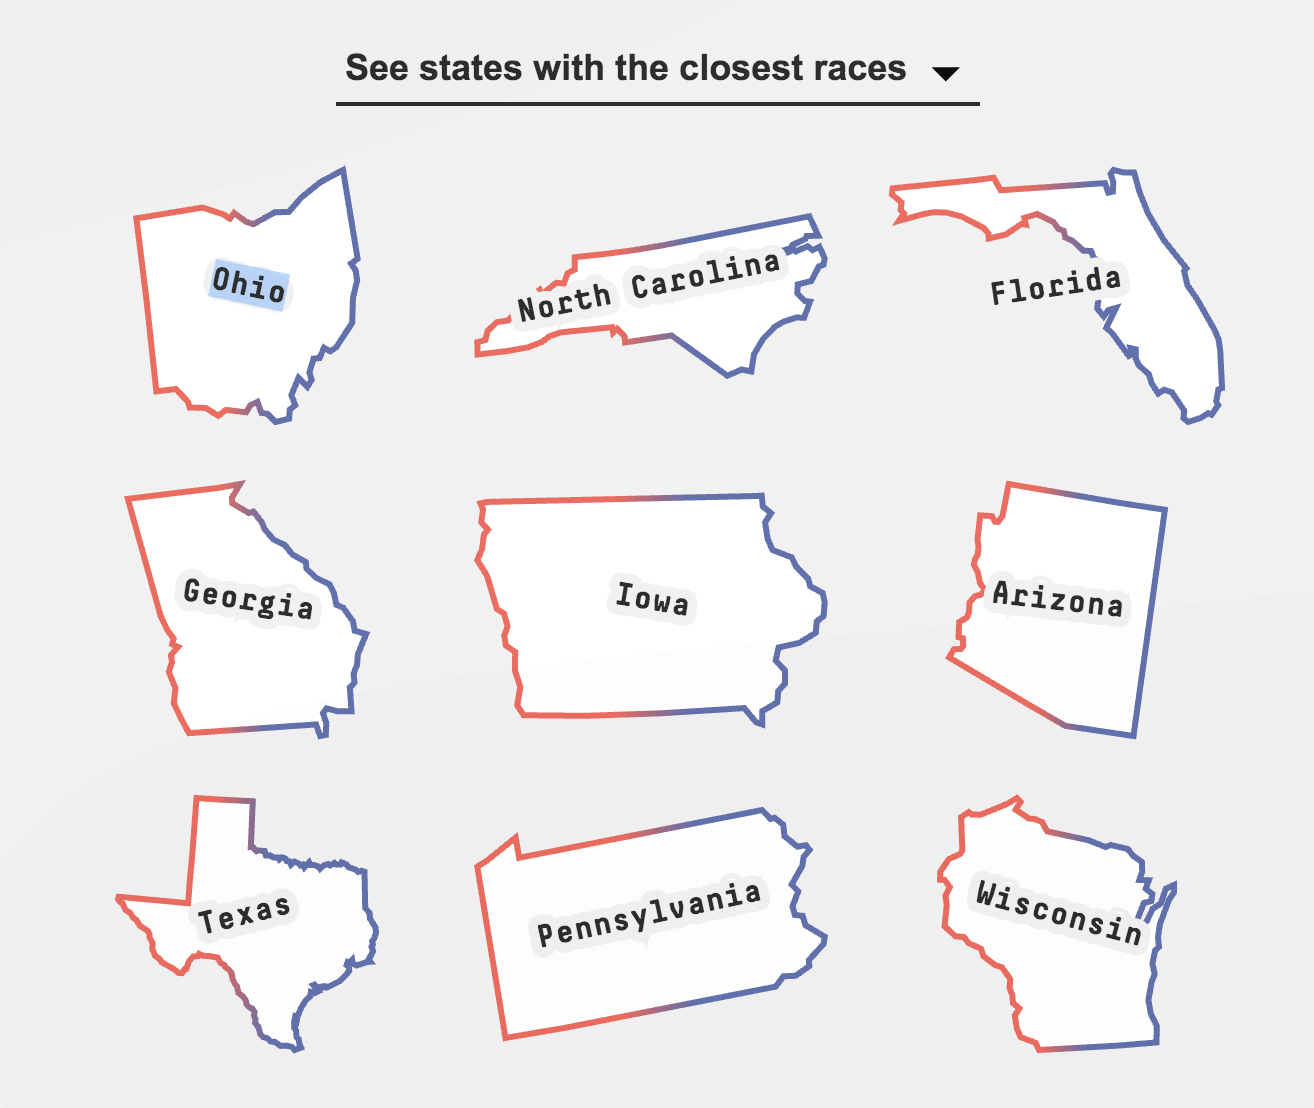 See states with the closest races
Ohio
North Carolina
Florida
Georgia
Iowa
Arizona
Texas
Pennsylvania
Wisconsin